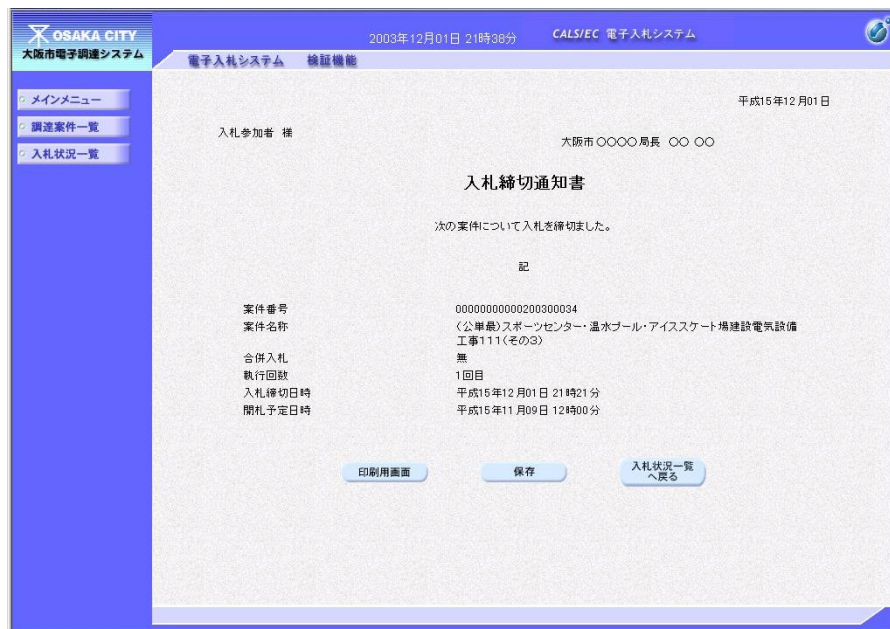 OSAKA CITY
大阪市電子調達システム
2003年12月01日 21時38分
CALS/EC 電子入札システム
電子入札システム 検証機能
メインメニュー
調達案件一覧
入札状況一覧
平成15年12月01日
入札参加者 様
大阪市○○○○局長 ○○ ○○
入札締切通知書
次の案件について入札を締切ました。
記
案件番号 00000000000200300034
案件名称 (公単最)スポーツセンター・温水プール・アイススケート場建設電気設備
工事111(その3)
合併入札 無
執行回数 1回目
入札締切日時 平成15年12月01日 21時21分
開札予定日時 平成15年11月09日 12時00分
印刷用画面
保存
入札状況一覧
へ戻る